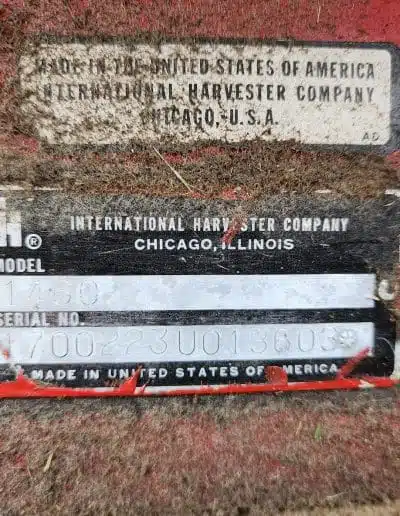 MADE IN THE UNITED STATES OF AMERICA
INTERNATIONAL HARVESTER COMPANY
CHICAGO, U.S.A.
AD
H®
INTERNATIONAL HARVESTER COMPANY
CHICAGO, ILLINOIS
MODEL
SERIAL NO.
MADE IN UNITED STATES OF AMERICA